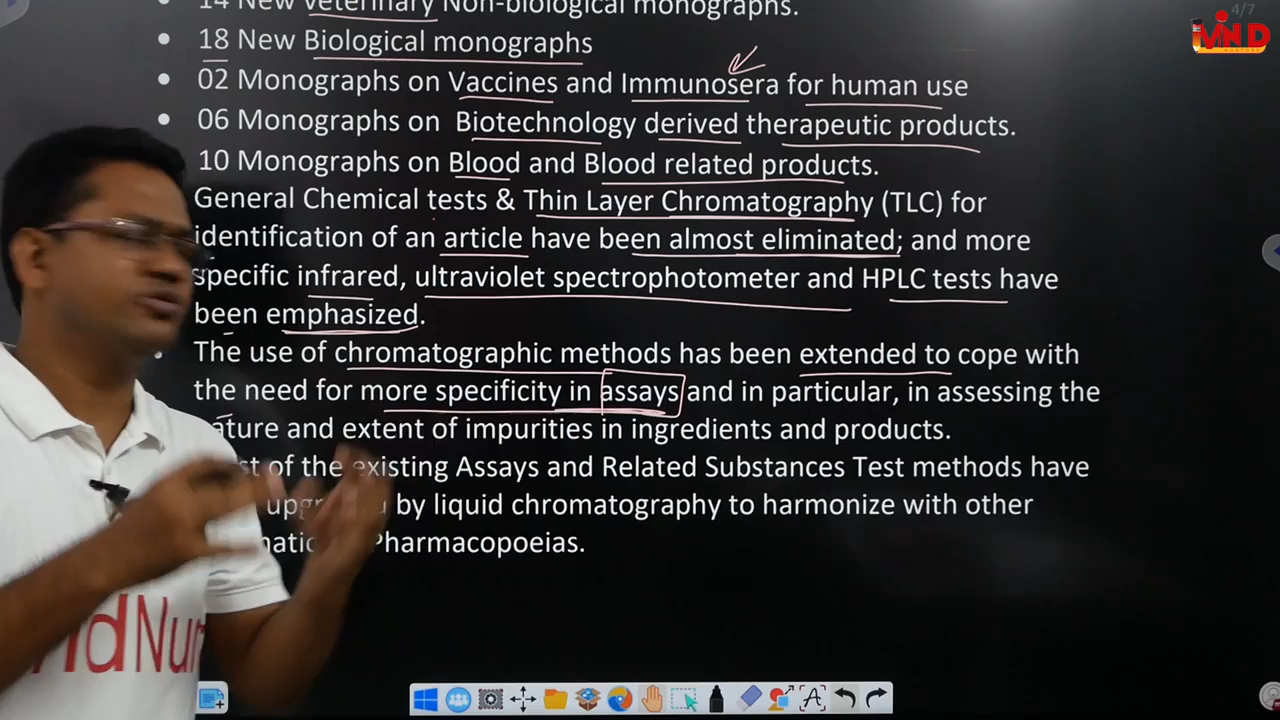 4/7
14 New veterinary Non-biological monographs.
MIND
• 18 New Biological monographs
• 02 Monographs on Vaccines and Immunosera for human use
• 06 Monographs on Biotechnology derived therapeutic products.
10 Monographs on Blood and Blood related products.
General Chemical tests & Thin Layer Chromatography (TLC) for
identification of an article have been almost eliminated; and more
specific infrared, ultraviolet spectrophotometer and HPLC tests have
been emphasized.
The use of chromatographic methods has been extended to cope with
the need for more specificity in assays and in particular, in assessing the
nature and extent of impurities in ingredients and products.
of the existing Assays and Related Substances Test methods have
by liquid chromatography to harmonize with other
Pharmacopoeias.